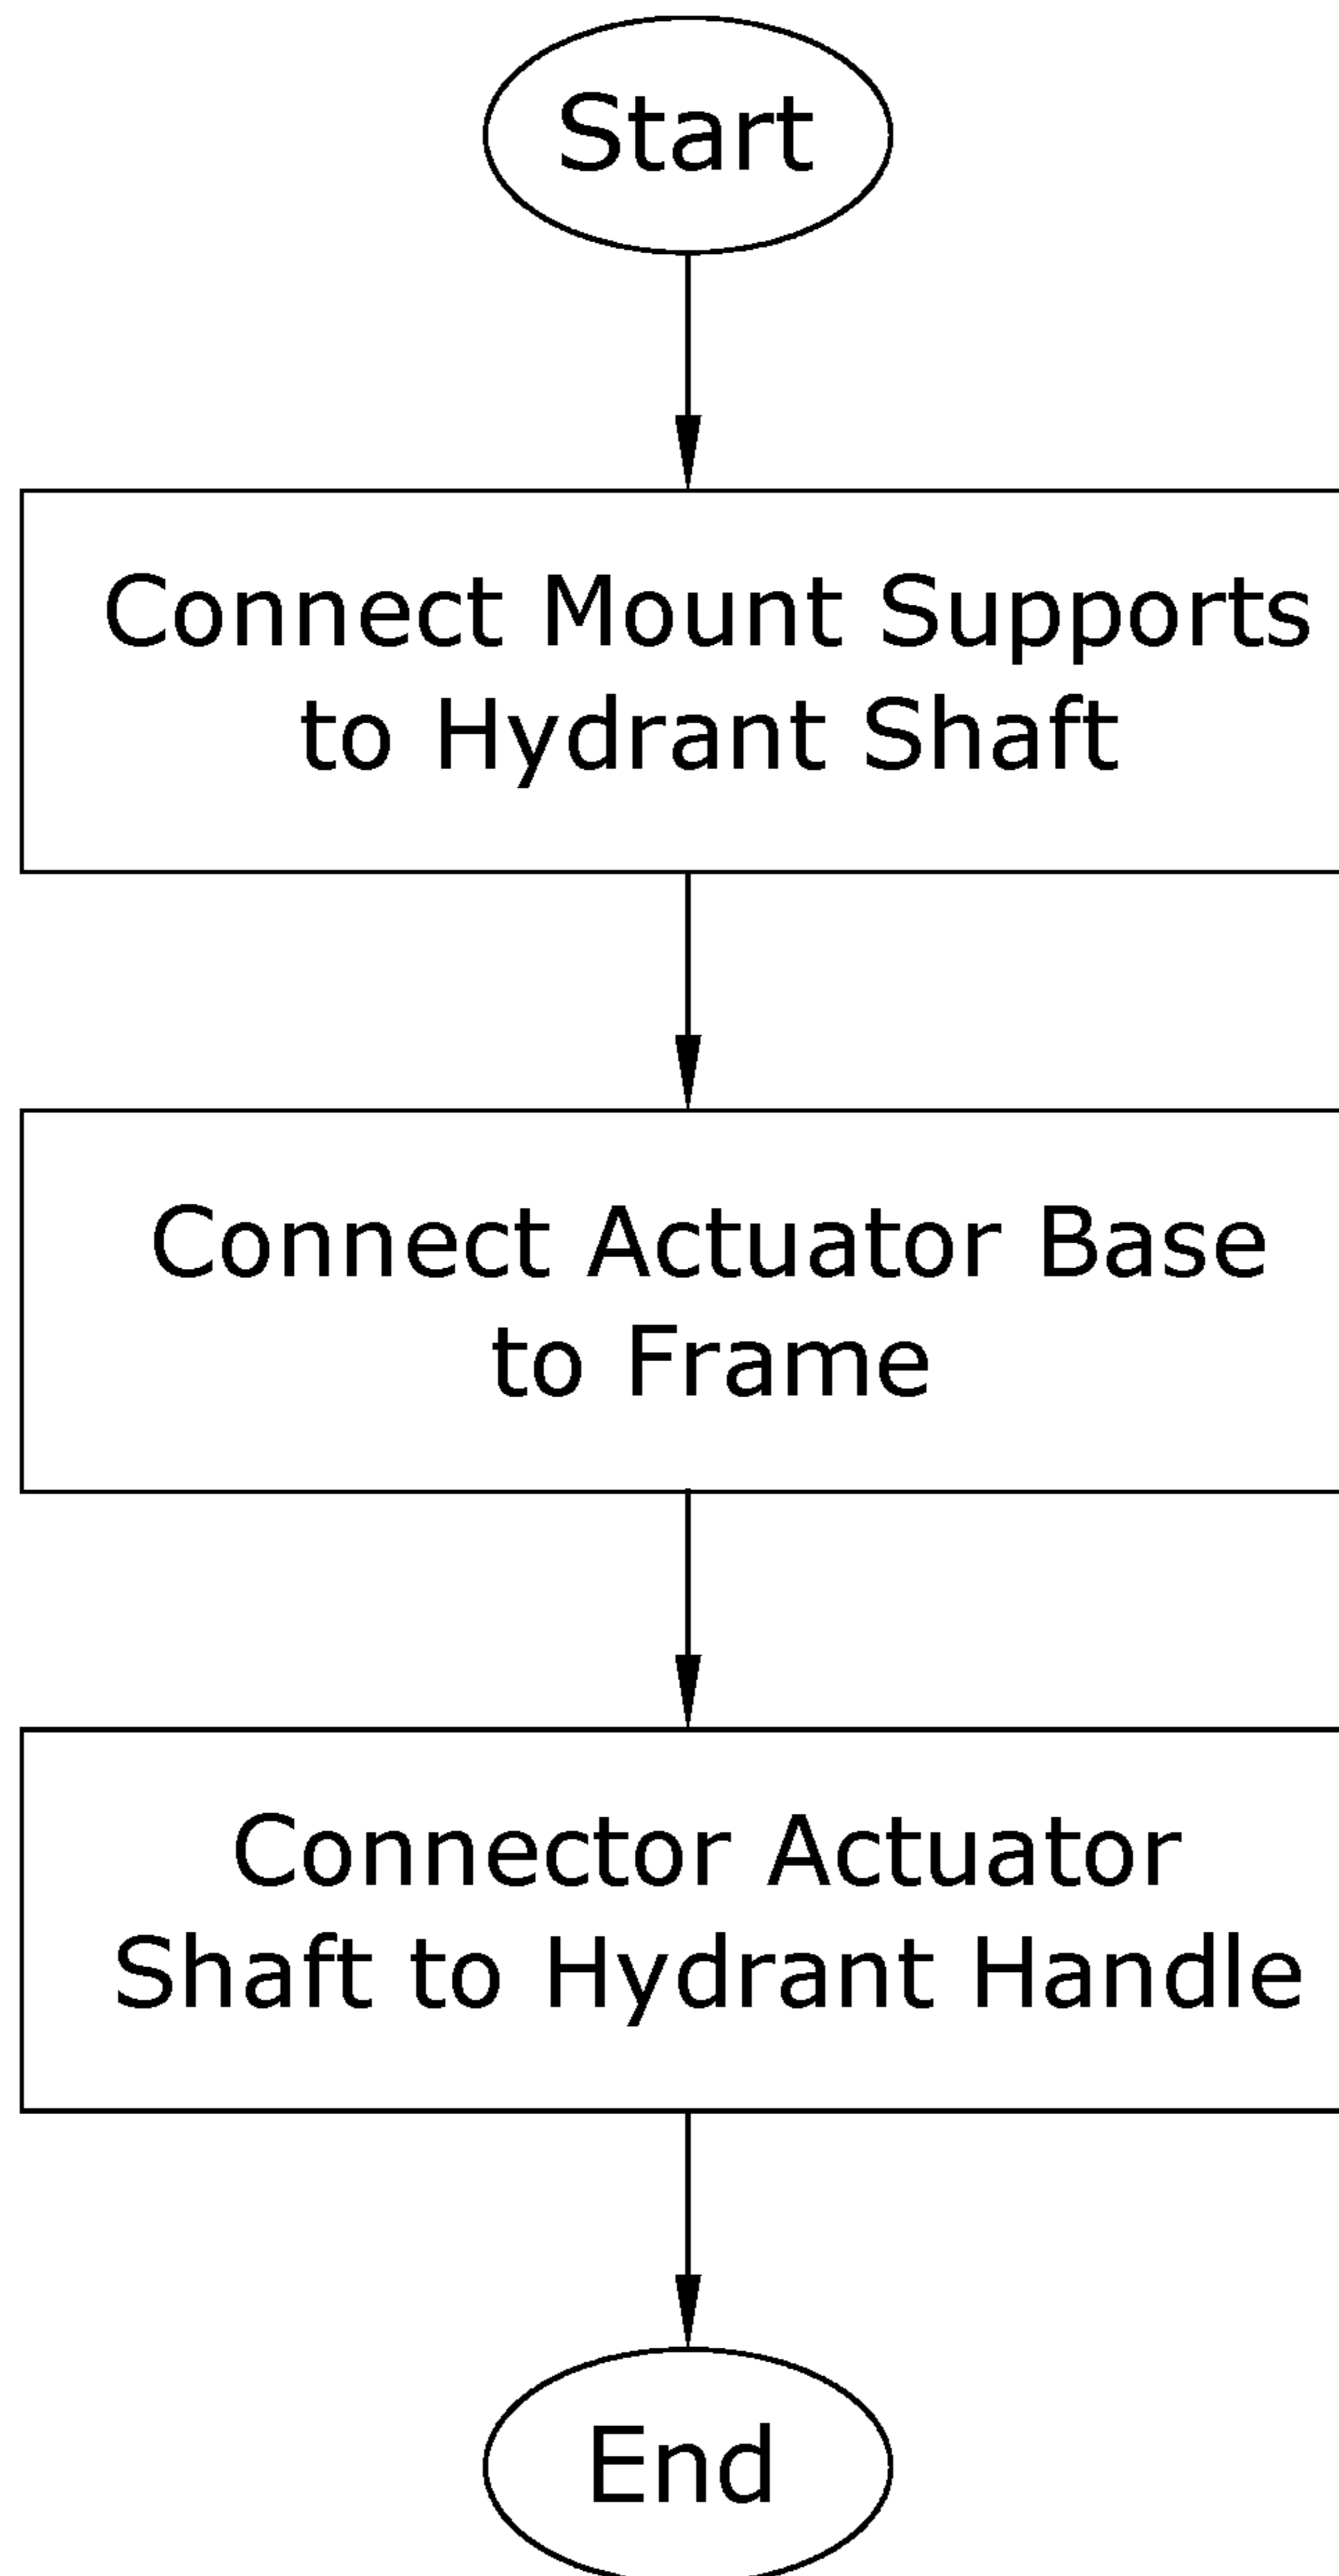 Start
Connect Mount Supports
to Hydrant Shaft
Connect Actuator Base
to Frame
Connector Actuator
Shaft to Hydrant Handle
End